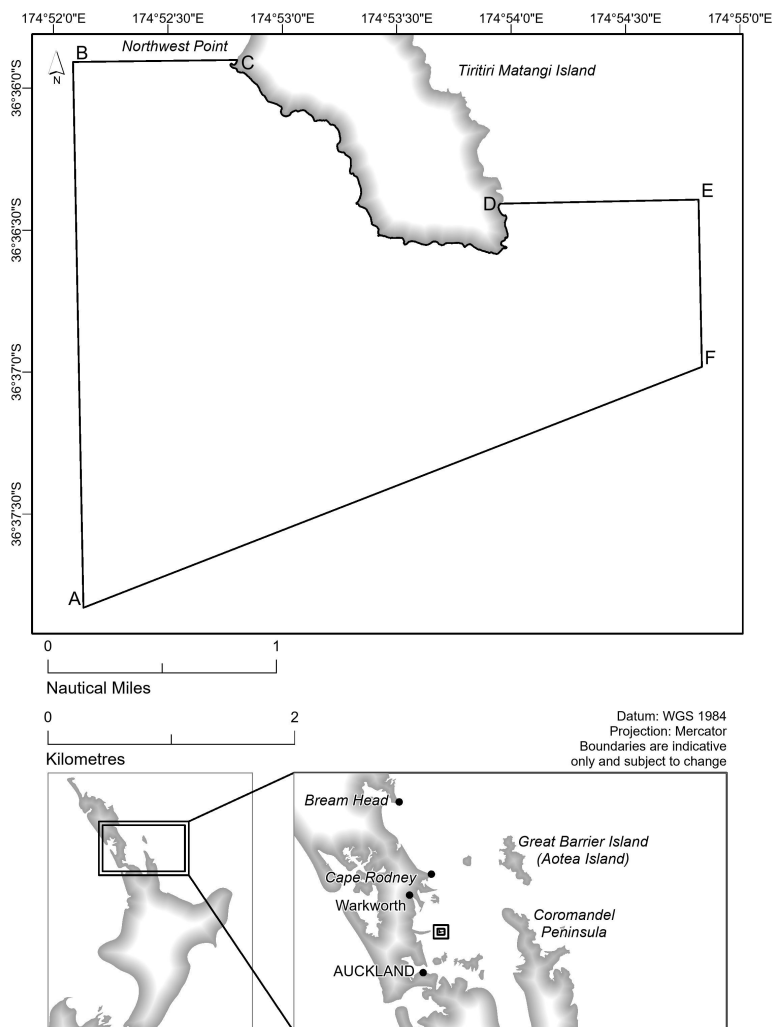 174°52'0"E 174°52'30"E 174°53'0"E 174°53'30"E 174°54'0"E 174°54'30"E 174°55'0"E
B
Northwest Point
C
Tiritiri Matangi Island
N
36°36'0"S
D
E
36°36'30"S
F
36°37'0"S
36°37'30"S
A
0 1
Nautical Miles
0 2
Kilometres
Datum: WGS 1984
Projection: Mercator
Boundaries are indicative
only and subject to change
Bream Head
Great Barrier Island
(Aotea Island)
Cape Rodney
Warkworth
Coromandel
Peninsula
AUCKLAND